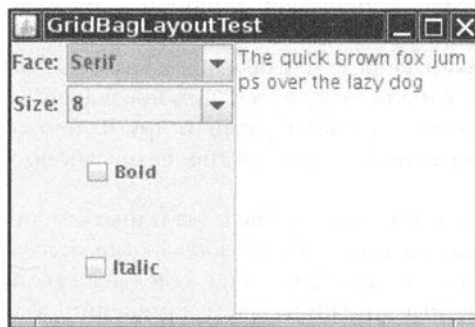 GridBagLayoutTest
Face: Serif
The quick brown fox jum
ps over the lazy dog
Size: 8
Bold
Italic